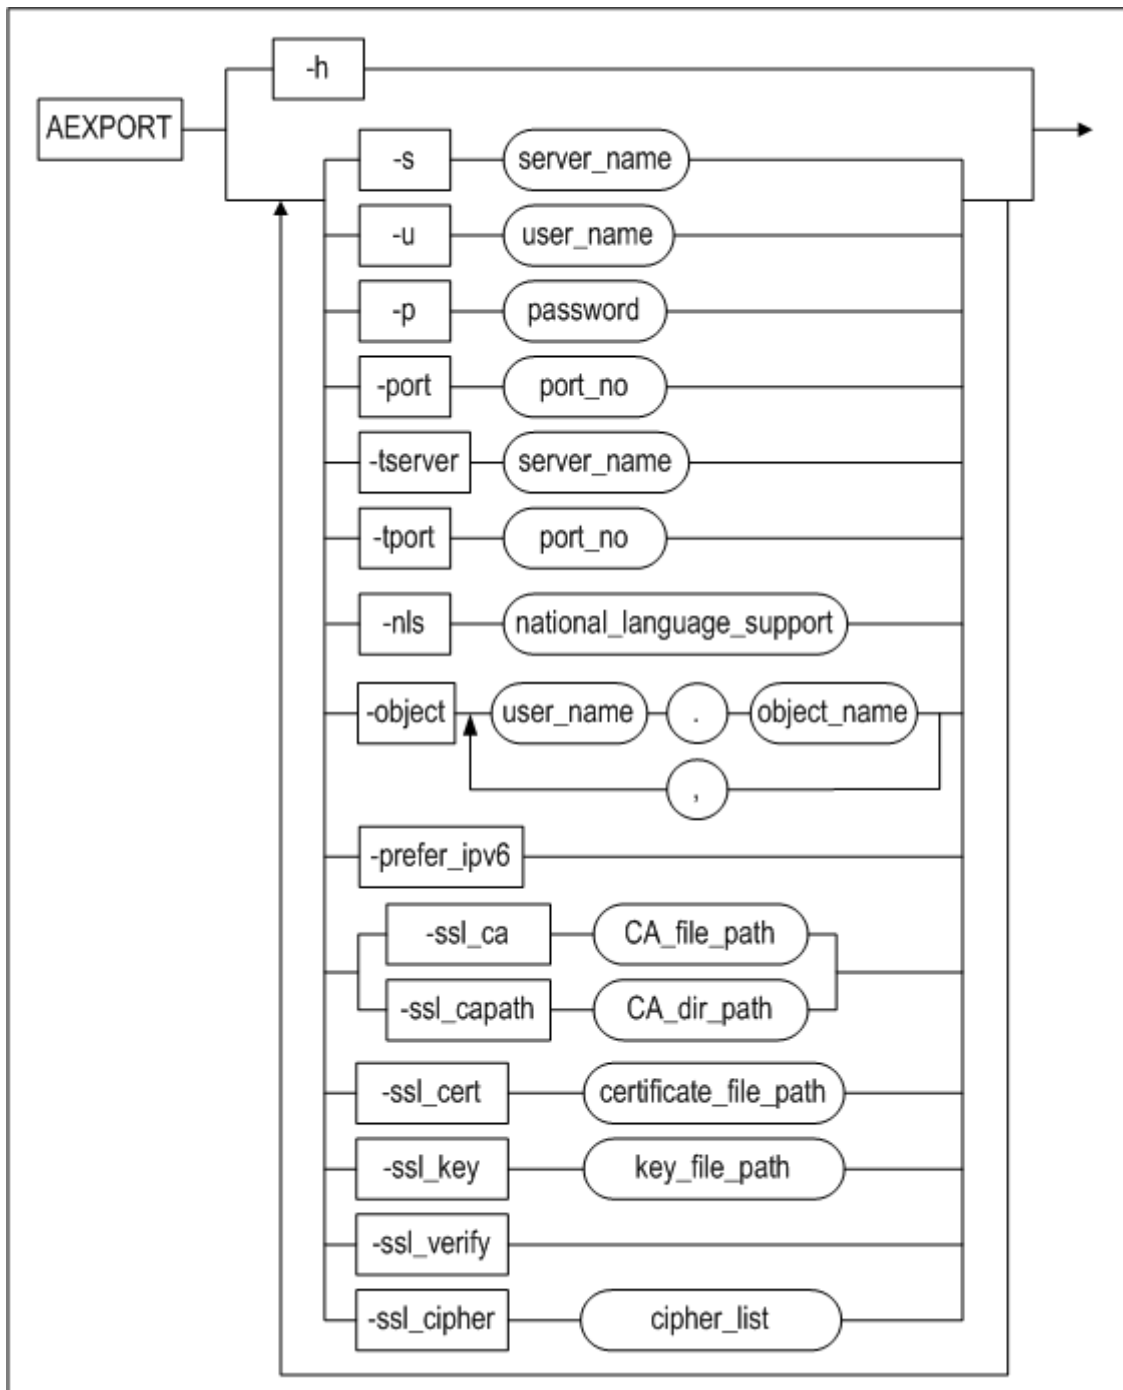 -h
AEXPORT
-s server_name
-u user_name
-p password
-port port_no
-tserver server_name
-tport port_no
-nls national_language_support
-object user_name . object_name
,
-prefer_ipv6
-ssl_ca CA_file_path
-ssl_capath CA_dir_path
-ssl_cert certificate_file_path
-ssl_key key_file_path
-ssl_verify
-ssl_cipher cipher_list